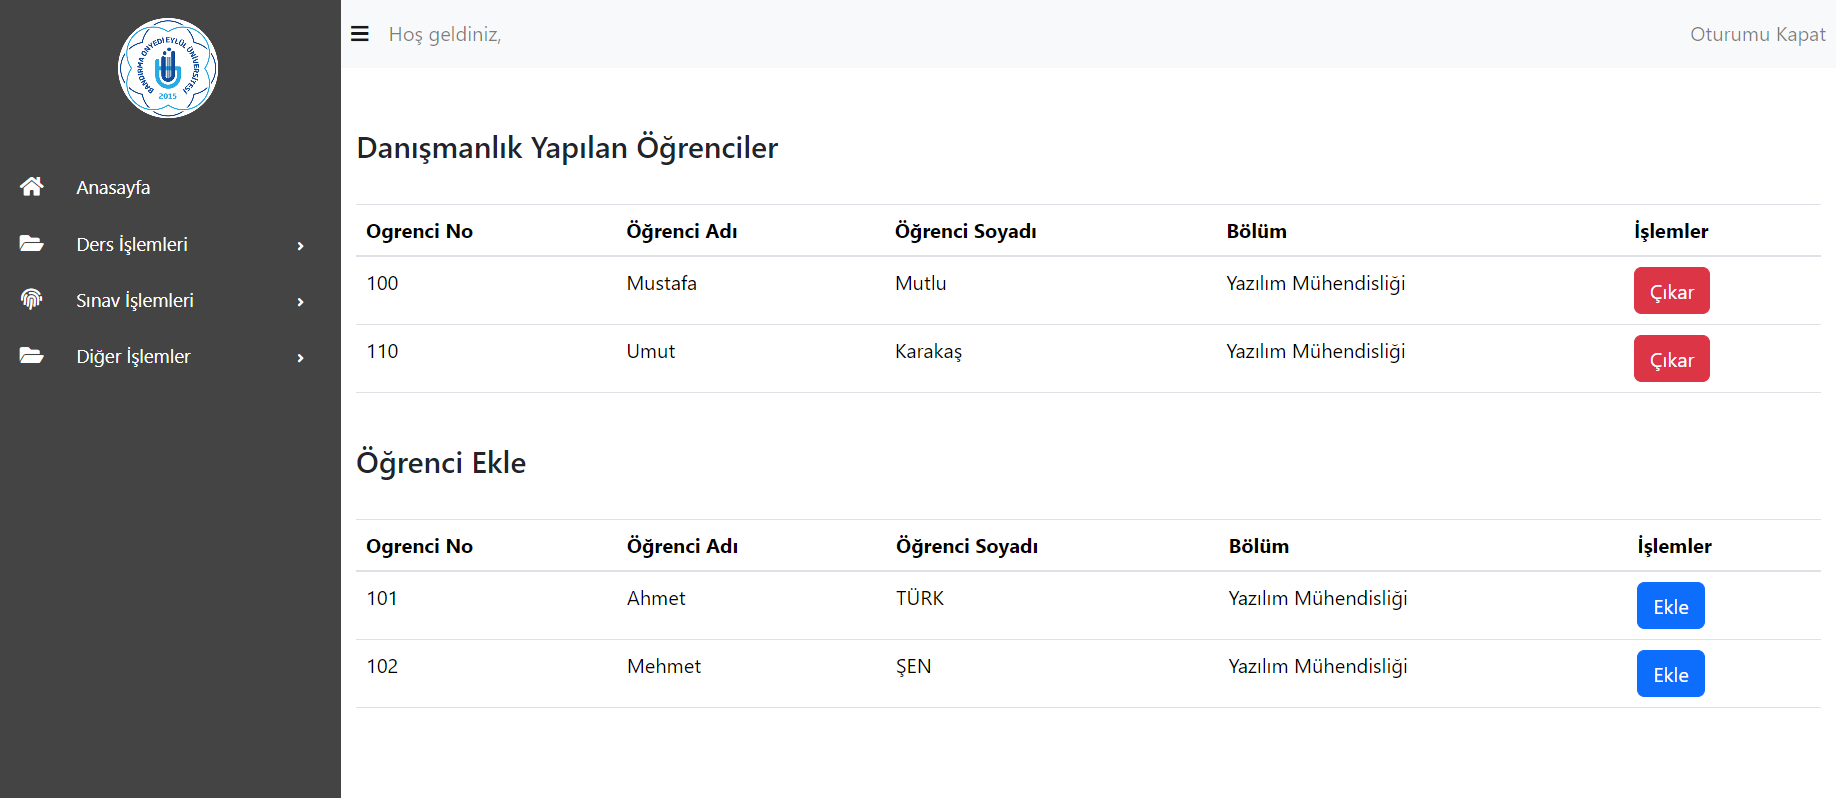 BANDIRMA ONYEDİ EYLÜL ÜNİVERSİTESİ
2015
Hoş geldiniz,
Oturumu Kapat
Anasayfa
Ders İşlemleri
Sınav İşlemleri
Diğer İşlemler
Danışmanlık Yapılan Öğrenciler
Ogrenci No Öğrenci Adı Öğrenci Soyadı Bölüm İşlemler
100 Mustafa Mutlu Yazılım Mühendisliği Çıkar
110 Umut Karakaş Yazılım Mühendisliği Çıkar
Öğrenci Ekle
Ogrenci No Öğrenci Adı Öğrenci Soyadı Bölüm İşlemler
101 Ahmet TÜRK Yazılım Mühendisliği Ekle
102 Mehmet ŞEN Yazılım Mühendisliği Ekle